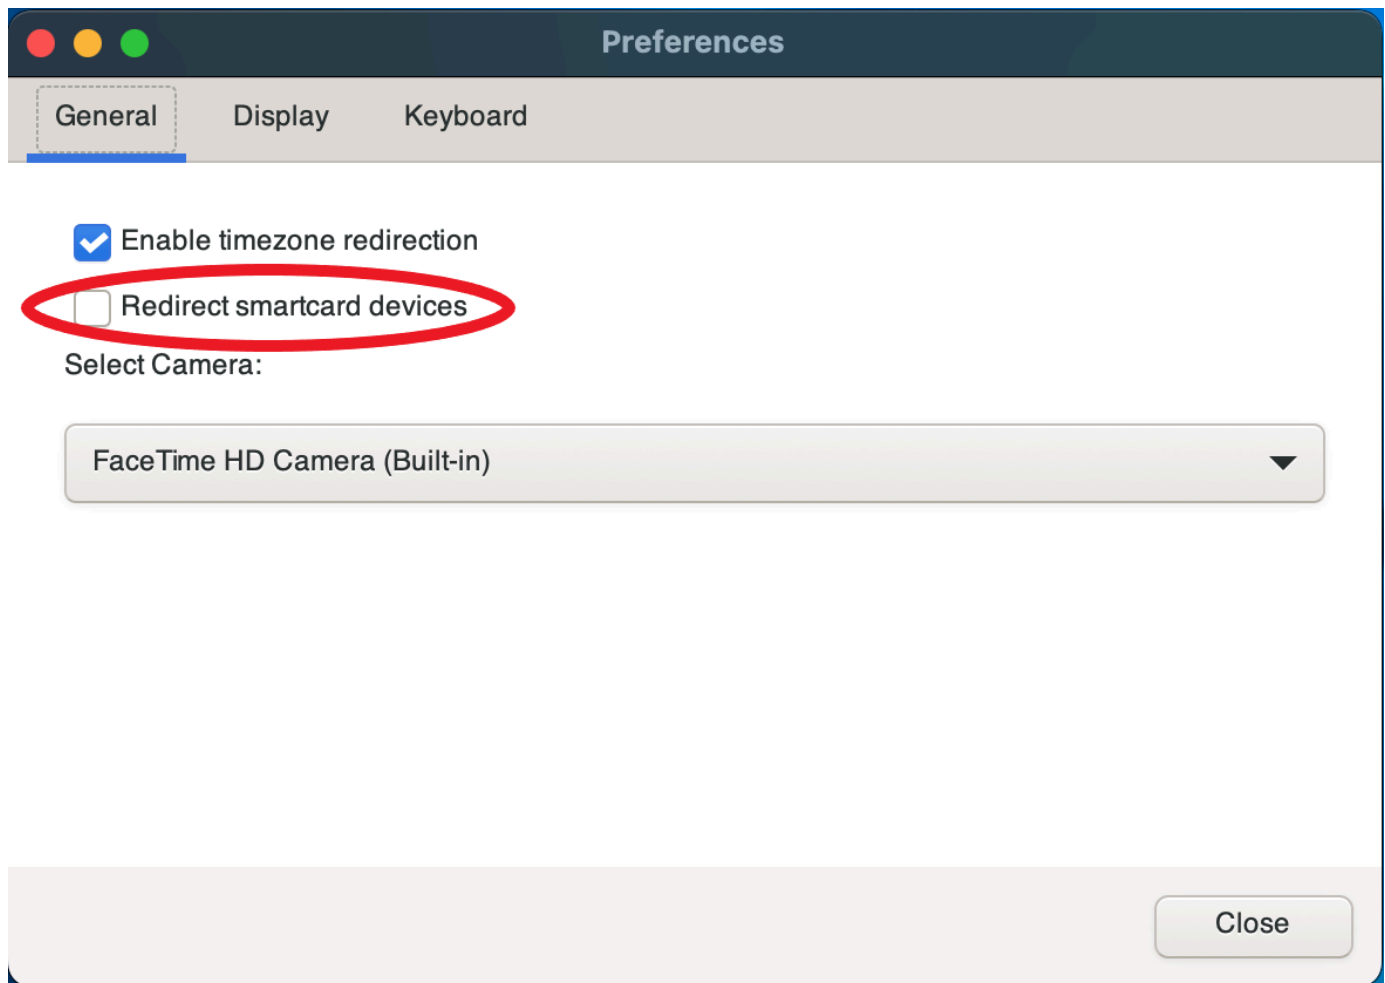 Preferences
General Display Keyboard
Enable timezone redirection
Redirect smartcard devices
Select Camera:
FaceTime HD Camera (Built-in)
Close